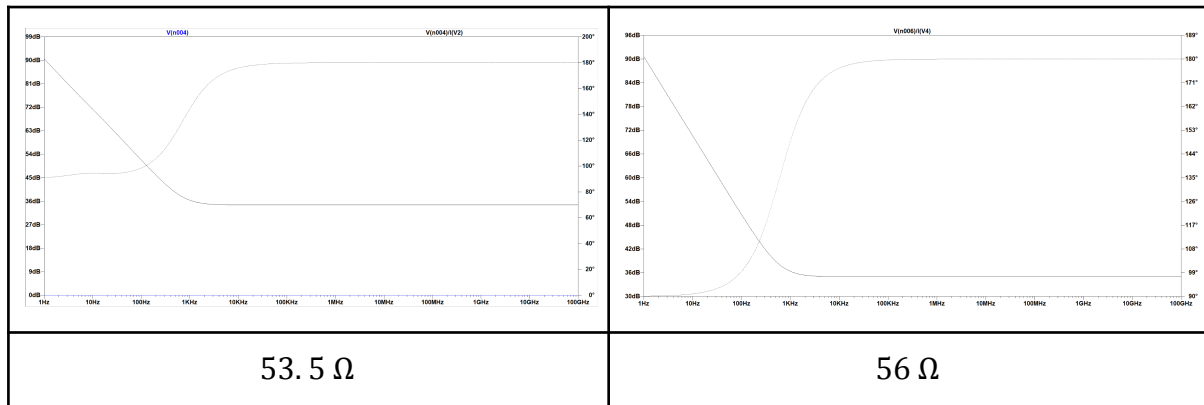 V(n004) V(n004)/I(V2)
99dB 200°
90dB 180°
81dB 160°
72dB 140°
63dB 120°
54dB 100°
45dB 80°
36dB 60°
27dB 40°
18dB 20°
9dB 0°
0dB
1Hz 10Hz 100Hz 1KHz 10KHz 100KHz 1MHz 10MHz 100MHz 1GHz 10GHz 100GHz
V(n006)/I(V4)
96dB 189°
90dB 180°
84dB 171°
78dB 162°
72dB 153°
66dB 144°
60dB 135°
54dB 126°
48dB 117°
42dB 108°
36dB 99°
30dB 90°
1Hz 10Hz 100Hz 1KHz 10KHz 100KHz 1MHz 10MHz 100MHz 1GHz 10GHz 100GHz
53. 5 Ω
56 Ω